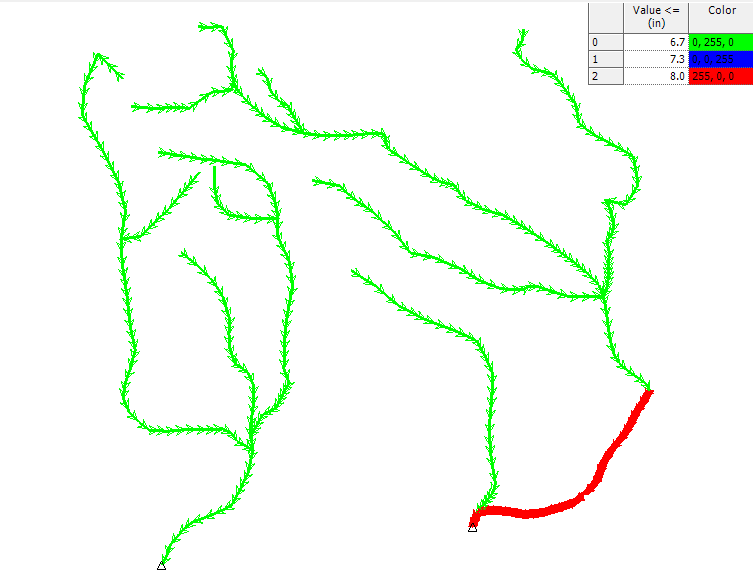 Value <= Color
(in)
0 6.7 0, 255, 0
1 7.3 0, 0, 255
2 8.0 255, 0, 0